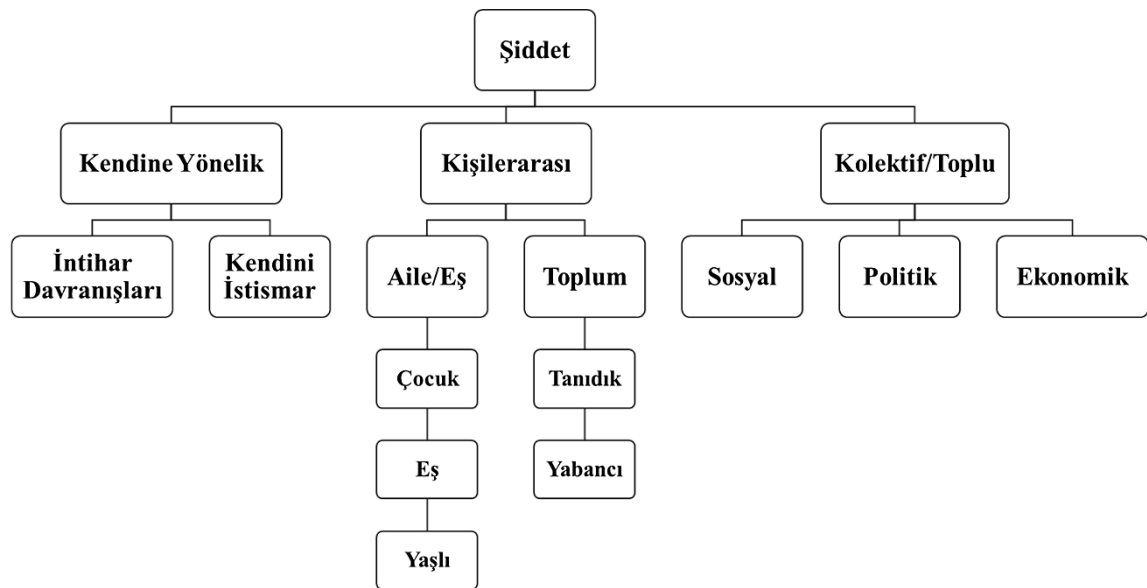 Şiddet
Kendine Yönelik
Kişilerarası
Kolektif/Toplu
İntihar
Davranışları
Kendini
İstismar
Aile/Eş
Toplum
Sosyal
Politik
Ekonomik
Çocuk
Tanıdık
Eş
Yabancı
Yaşlı